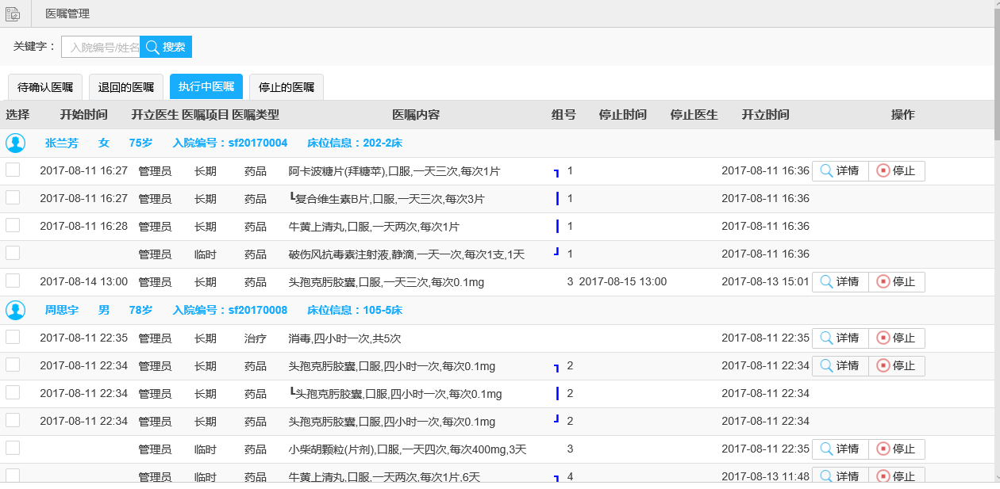 医嘱管理
关键字： 入院编号/姓名 搜索
待确认医嘱 退回的医嘱 执行中医嘱 停止的医嘱
选择 开始时间 开立医生 医嘱项目 医嘱类型 医嘱内容 组号 停止时间 停止医生 开立时间 操作
张兰芳 女 75岁 入院编号：sf20170004 床位信息：202-2床
2017-08-11 16:27 管理员 长期 药品 阿卡波糖片(拜糖苹),口服,一天三次,每次1片 ┓ 1 2017-08-11 16:36 详情 停止
2017-08-11 16:27 管理员 长期 药品 ┗复合维生素B片,口服,一天三次,每次3片 ┃ 1 2017-08-11 16:36
2017-08-11 16:28 管理员 长期 药品 牛黄上清丸,口服,一天两次,每次1片 ┃ 1 2017-08-11 16:36
管理员 临时 药品 破伤风抗毒素注射液,静滴,一天一次,每次1支,1天 ┛ 1 2017-08-11 16:36
2017-08-14 13:00 管理员 长期 药品 头孢克肟胶囊,口服,一天三次,每次0.1mg 3 2017-08-15 13:00 2017-08-13 15:01 详情 停止
周思宇 男 78岁 入院编号：sf20170008 床位信息：105-5床
2017-08-11 22:35 管理员 长期 治疗 消毒,四小时一次,共5次 2017-08-11 22:35 详情 停止
2017-08-11 22:34 管理员 长期 药品 头孢克肟胶囊,口服,四小时一次,每次0.1mg ┓ 2 2017-08-11 22:34 详情 停止
2017-08-11 22:34 管理员 长期 药品 ┗头孢克肟胶囊,口服,四小时一次,每次0.1mg ┃ 2 2017-08-11 22:34
2017-08-11 22:34 管理员 长期 药品 头孢克肟胶囊,口服,四小时一次,每次0.1mg ┛ 2 2017-08-11 22:34
管理员 临时 药品 小柴胡颗粒(片剂),口服,一天四次,每次400mg,3天 3 2017-08-11 22:35 详情 停止
管理员 临时 药品 牛黄上清丸,口服,一天两次,每次1片,6天 ┓ 4 2017-08-13 11:48 详情 停止